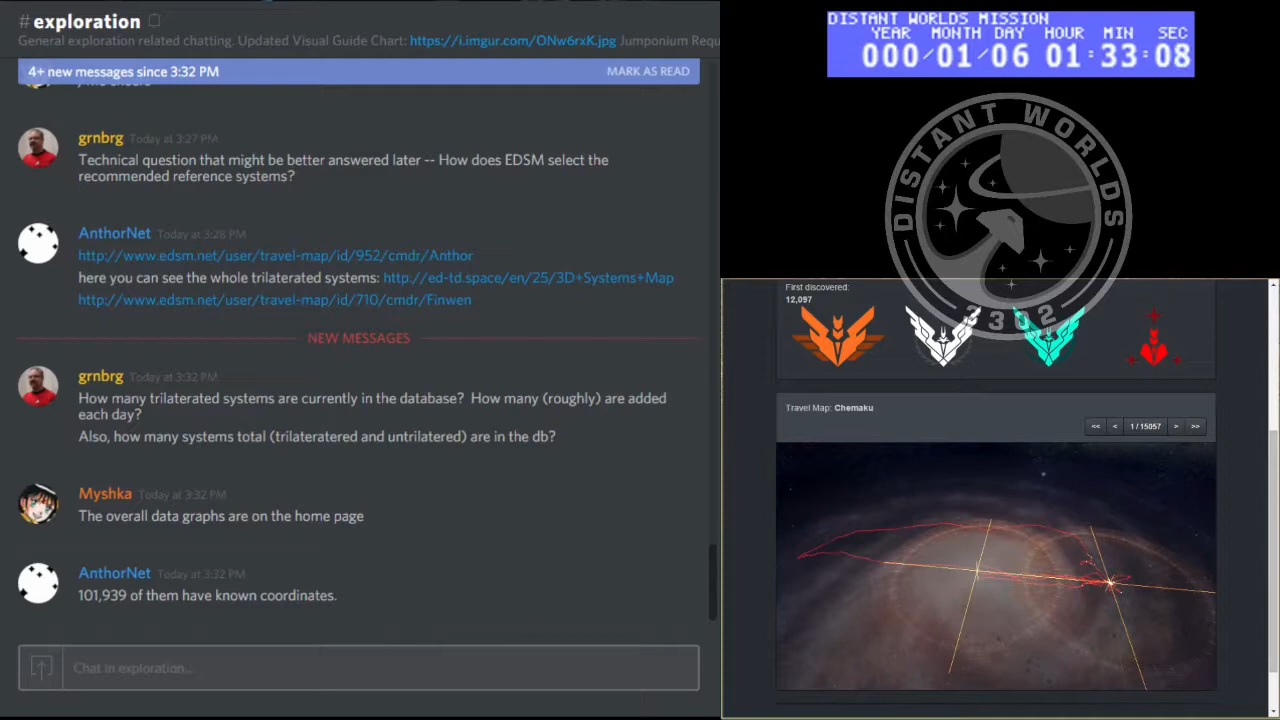 #exploration
General exploration related chatting. Updated Visual Guide Chart: https://i.imgur.com/ONw6rxK.jpg Jumponium Requ
4+ new messages since 3:32 PM
MARK AS READ
grnbrg Today at 3:27 PM
Technical question that might be better answered later -- How does EDSM select the
recommended reference systems?
AnthorNet Today at 3:28 PM
http://www.edsm.net/user/travel-map/id/952/cmdr/Anthor
here you can see the whole trilaterated systems: http://ed-td.space/en/25/3D+Systems+Map
http://www.edsm.net/user/travel-map/id/710/cmdr/Finwen
NEW MESSAGES
grnbrg Today at 3:32 PM
How many trilaterated systems are currently in the database? How many (roughly) are added
each day?
Also, how many systems total (trilateratered and untrilatered) are in the db?
Myshka Today at 3:32 PM
The overall data graphs are on the home page
AnthorNet Today at 3:32 PM
101,939 of them have known coordinates.
Chat in exploration...
DISTANT WORLDS MISSION
YEAR MONTH DAY HOUR MIN SEC
000/01/06 01:33:08
DISTANT WORLDS
3302
First discovered:
12,097
Travel Map: Chemaku
<< < 1 / 15057 > >>